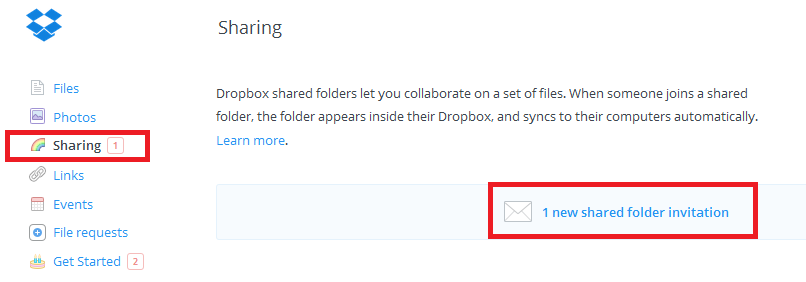 Sharing
Files
Photos
Sharing 1
Links
Events
File requests
Get Started 2
Dropbox shared folders let you collaborate on a set of files. When someone joins a shared
folder, the folder appears inside their Dropbox, and syncs to their computers automatically.
Learn more.
1 new shared folder invitation